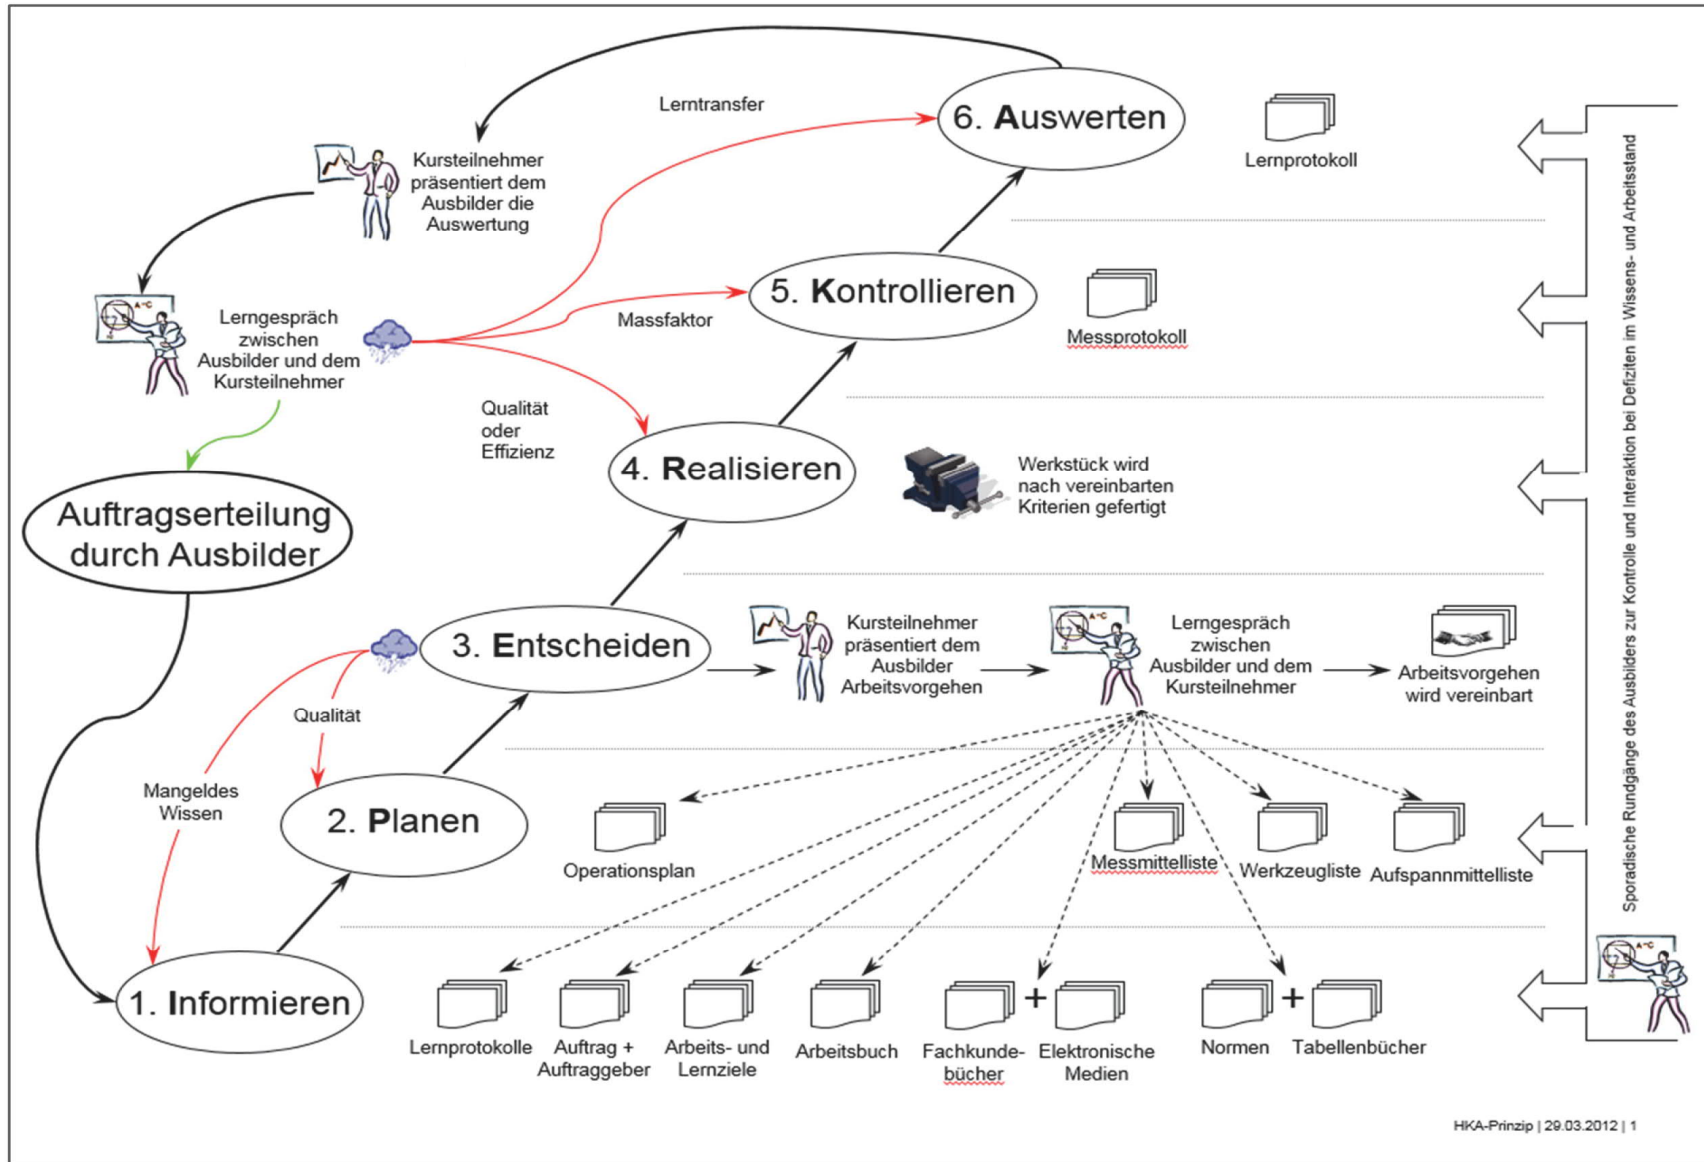 6. Auswerten
Lerntransfer
Lernprotokoll
Kursteilnehmer
präsentiert dem
Ausbilder die
Auswertung
5. Kontrollieren
Massfaktor
Messprotokoll
A=C
Lerngespräch
zwischen
Ausbilder und dem
Kursteilnehmer
Qualität
oder
Effizienz
4. Realisieren
Werkstück wird
nach vereinbarten
Kriterien gefertigt
Auftragserteilung
durch Ausbilder
3. Entscheiden
Kursteilnehmer
präsentiert dem
Ausbilder
Arbeitsvorgehen
A=C
Lerngespräch
zwischen
Ausbilder und dem
Kursteilnehmer
Arbeitsvorgehen
wird vereinbart
Qualität
Mangeldes
Wissen
2. Planen
Operationsplan
Messmittelliste
Werkzeugliste
Aufspannmittelliste
1. Informieren
Lernprotokolle
Auftrag +
Auftraggeber
Arbeits- und
Lernziele
Arbeitsbuch
Fachkunde-
bücher
+
Elektronische
Medien
Normen
+
Tabellenbücher
Sporadische Rundgänge des Ausbilders zur Kontrolle und Interaktion bei Defiziten im Wissens- und Arbeitsstand
A=C
HKA-Prinzip | 29.03.2012 | 1